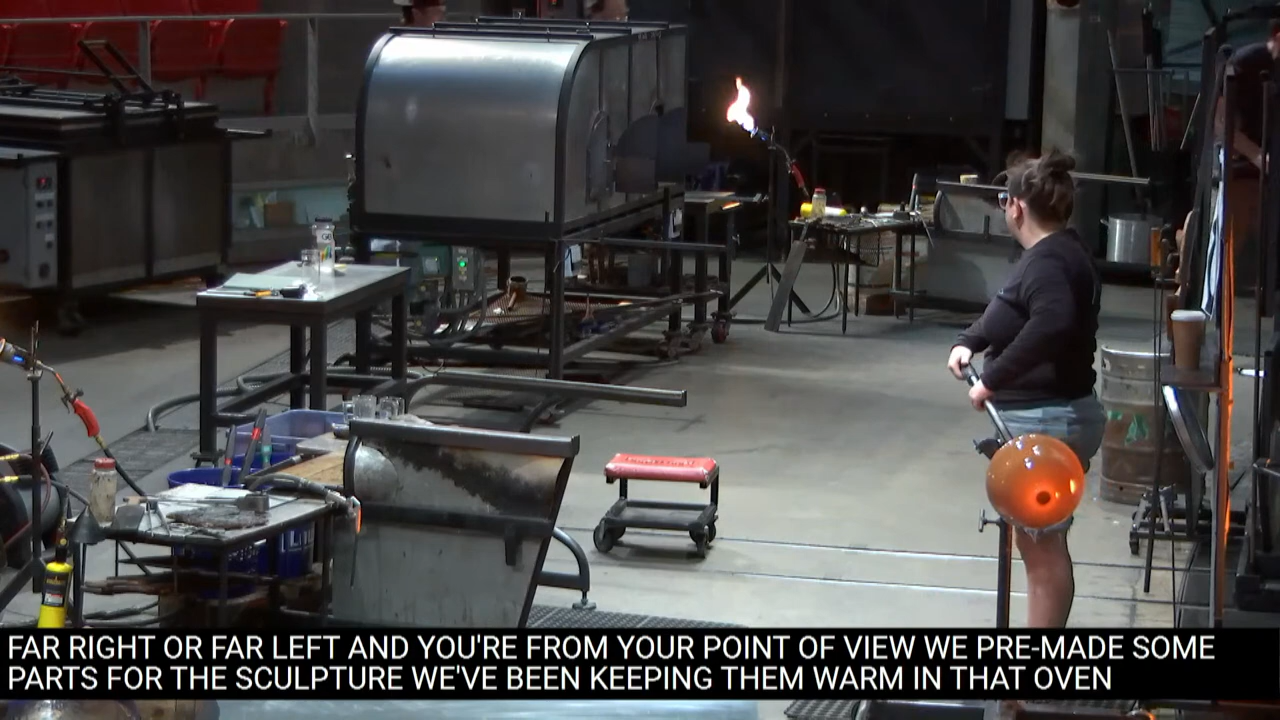 FAR RIGHT OR FAR LEFT AND YOU'RE FROM YOUR POINT OF VIEW WE PRE-MADE SOME
PARTS FOR THE SCULPTURE WE'VE BEEN KEEPING THEM WARM IN THAT OVEN